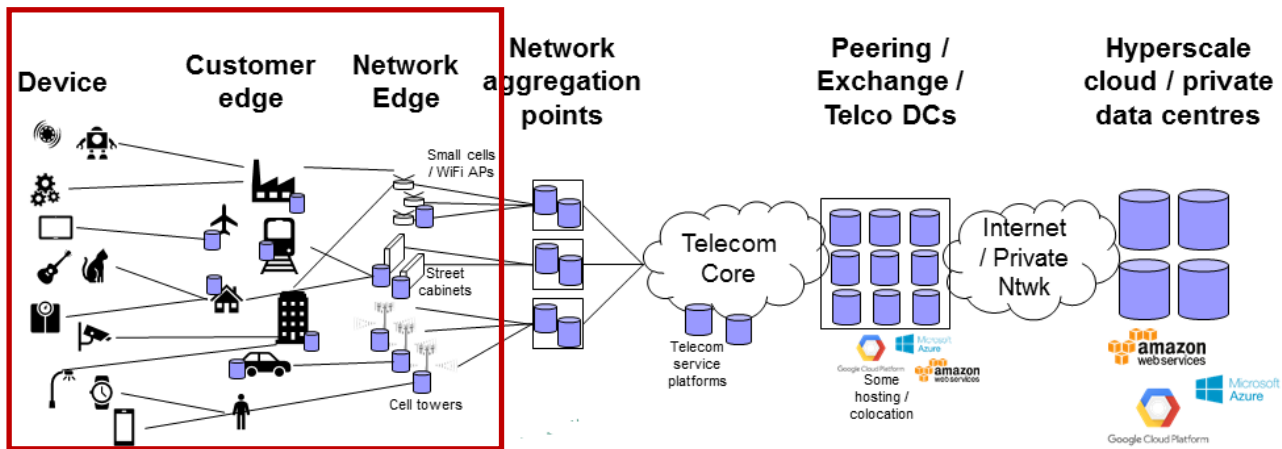 Device
Customer
edge
Network
Edge
Network
aggregation
points
Peering /
Exchange /
Telco DCs
Hyperscale
cloud / private
data centres
Small cells
/ WiFi APs
Street
cabinets
Cell towers
Telecom
Core
Telecom
service
platforms
Google Cloud Platform
Microsoft
Azure
amazon
webservices
Some
hosting /
colocation
Internet
/ Private
Ntwk
amazon
web services
Microsoft
Azure
Google Cloud Platform